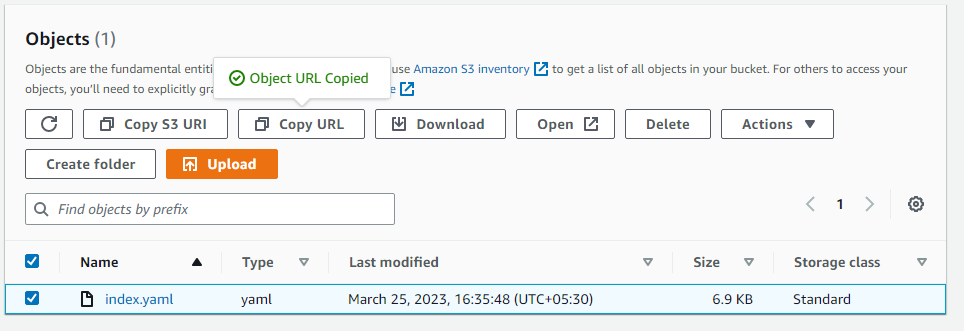 Objects (1)
Object URL Copied
Objects are the fundamental entiti use Amazon S3 inventory to get a list of all objects in your bucket. For others to access your
objects, you'll need to explicitly gra e
Copy S3 URI Copy URL Download Open Delete Actions
Create folder Upload
Find objects by prefix 1
Name Type Last modified Size Storage class
index.yaml yaml March 25, 2023, 16:35:48 (UTC+05:30) 6.9 KB Standard